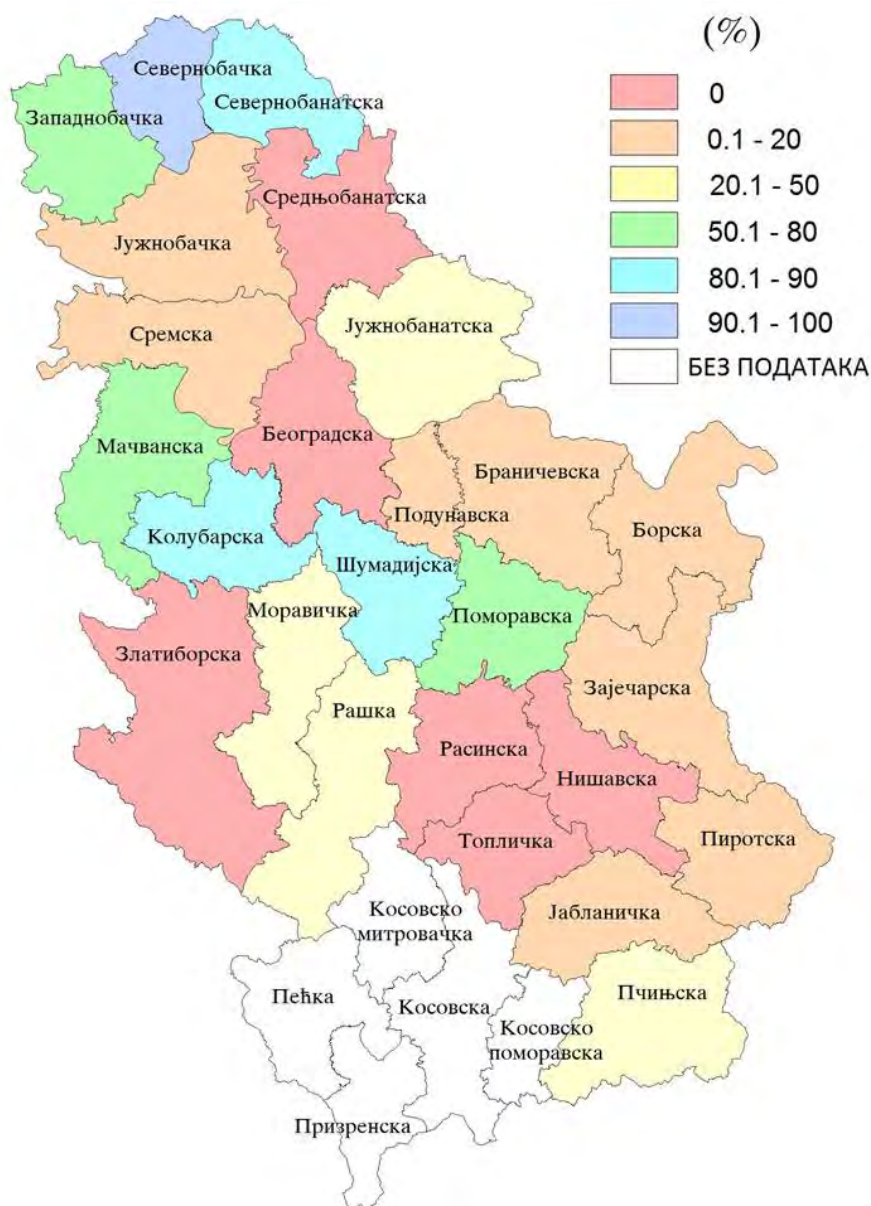 (%)
0
0.1 - 20
20.1 - 50
50.1 - 80
80.1 - 90
90.1 - 100
БЕЗ ПОДАТАКА
Севернобачка
Севернобанатска
Западнобачка
Средњобанатска
Јужнобачка
Јужнобанатска
Сремска
Београдска
Мачванска
Браничевска
Подунавска
Борска
Колубарска
Шумадијска
Моравичка
Поморавска
Златиборска
Зајечарска
Рашка
Расинска
Нишавска
Топличка
Пиротска
Јабланичка
Косовско
митровачка
Пећка
Косовска
Пчињска
Косовско
поморавска
Призренска